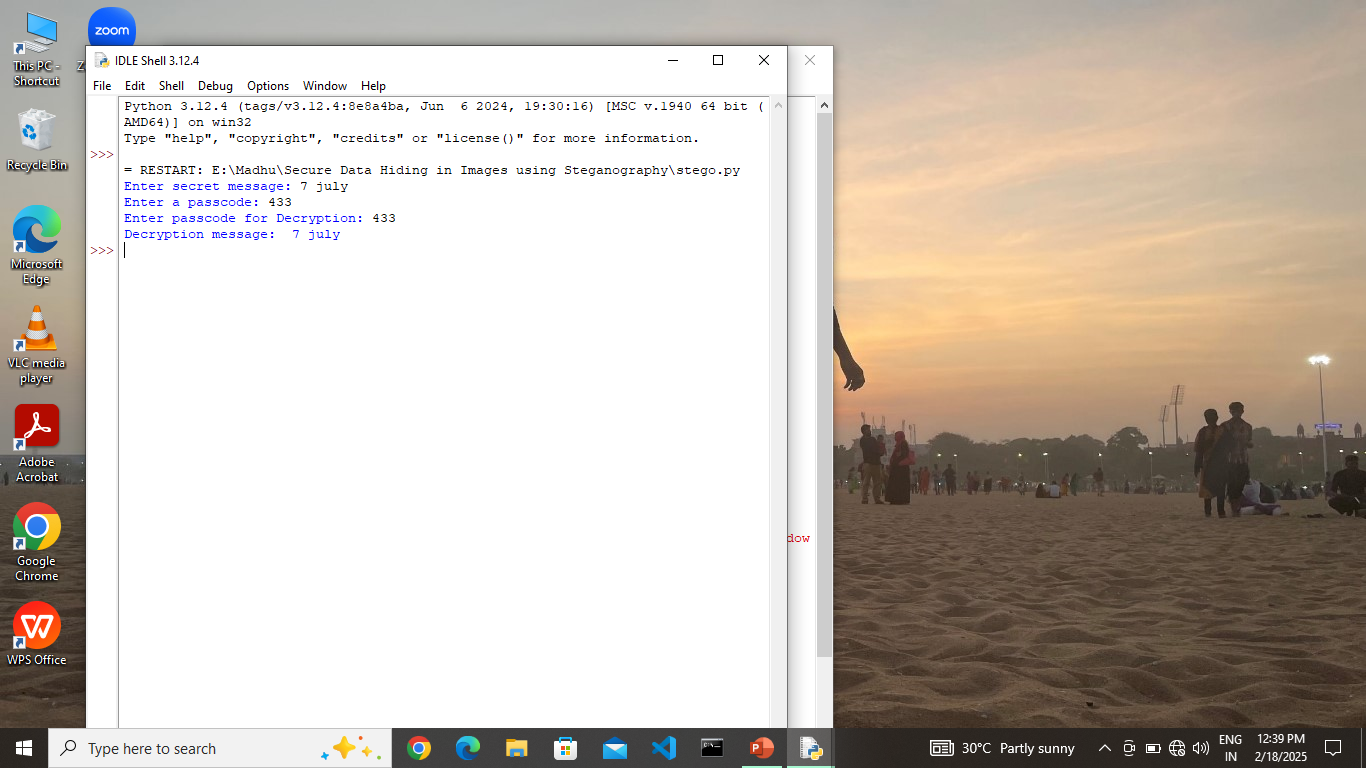 zoom
This PC -
Shortcut
Z
Recycle Bin
Microsoft
Edge
VLC media
player
Adobe
Acrobat
Google
Chrome
WPS Office
IDLE Shell 3.12.4
File Edit Shell Debug Options Window Help
Python 3.12.4 (tags/v3.12.4:8e8a4ba, Jun  6 2024, 19:30:16) [MSC v.1940 64 bit (
AMD64)] on win32
Type "help", "copyright", "credits" or "license()" for more information.
>>>
= RESTART: E:\Madhu\Secure Data Hiding in Images using Steganography\stego.py
Enter secret message: 7 july
Enter a passcode: 433
Enter passcode for Decryption: 433
Decryption message:  7 july
>>>
dow
Type here to search
30°C Partly sunny
ENG
IN
12:39 PM
2/18/2025